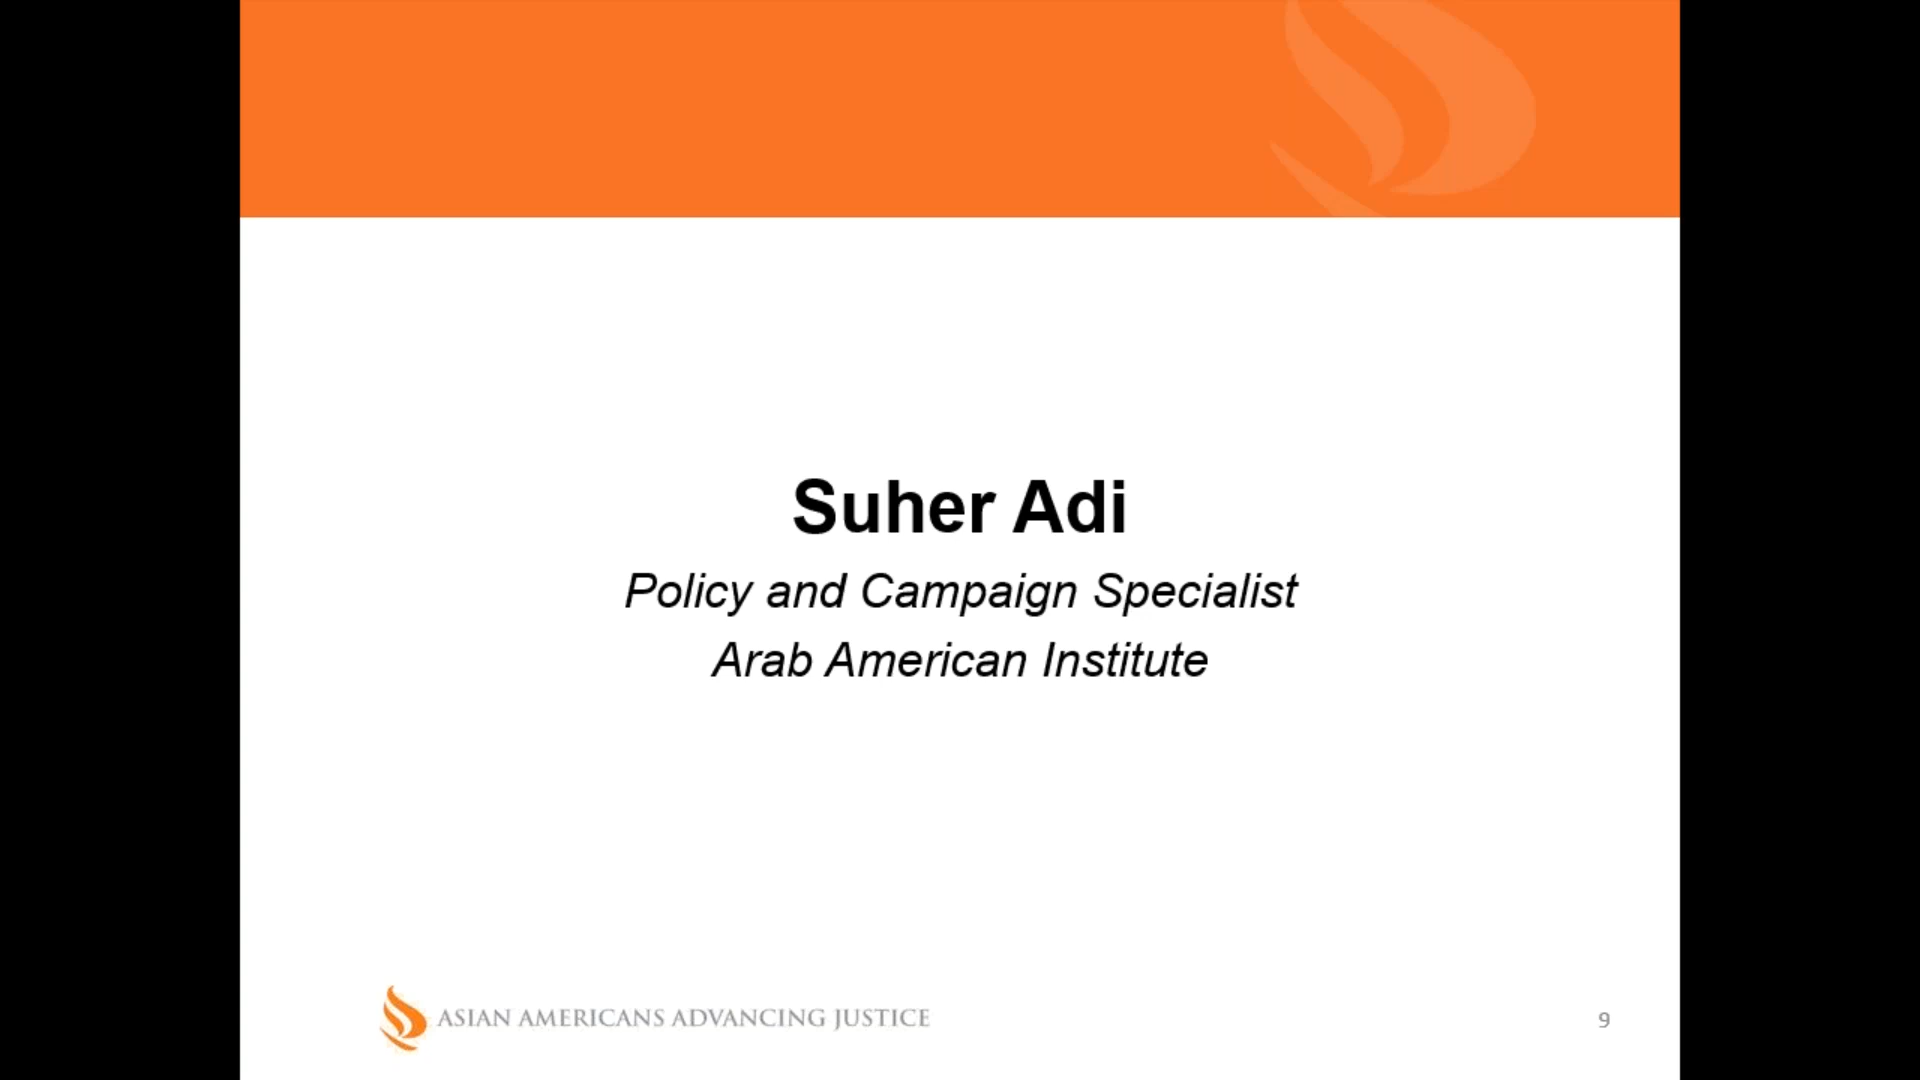 Suher Adi
Policy and Campaign Specialist
Arab American Institute
ASIAN AMERICANS ADVANCING JUSTICE
9